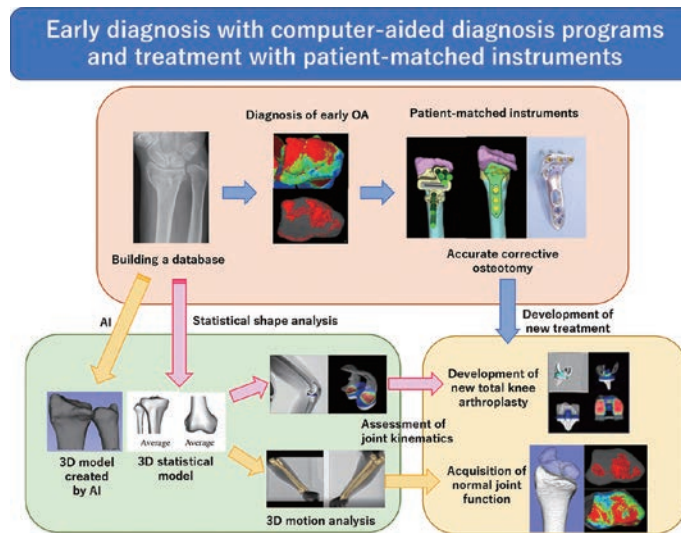 Early diagnosis with computer-aided diagnosis programs
and treatment with patient-matched instruments
Diagnosis of early OA
Patient-matched instruments
Building a database
Accurate corrective
osteotomy
AI
Statistical shape analysis
Development of
new treatment
Average
Average
3D model
created
by AI
3D statistical
model
Assessment of
joint kinematics
3D motion analysis
Development of
new total knee
arthroplasty
Acquisition of
normal joint
function